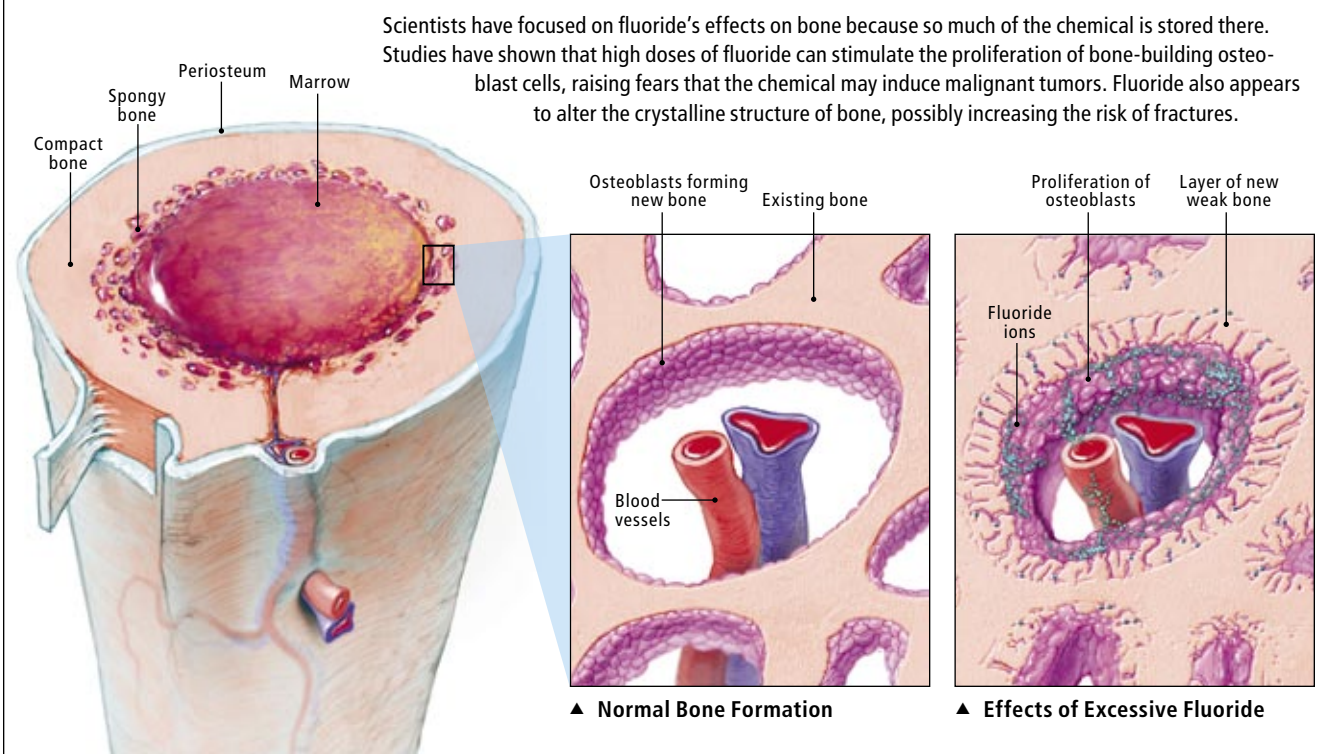 Scientists have focused on fluoride's effects on bone because so much of the chemical is stored there.
Studies have shown that high doses of fluoride can stimulate the proliferation of bone-building osteo-
blast cells, raising fears that the chemical may induce malignant tumors. Fluoride also appears
to alter the crystalline structure of bone, possibly increasing the risk of fractures.
Periosteum
Marrow
Spongy
bone
Compact
bone
Osteoblasts forming
new bone
Existing bone
Blood
vessels
▲ Normal Bone Formation
Proliferation of
osteoblasts
Layer of new
weak bone
Fluoride
ions
▲ Effects of Excessive Fluoride